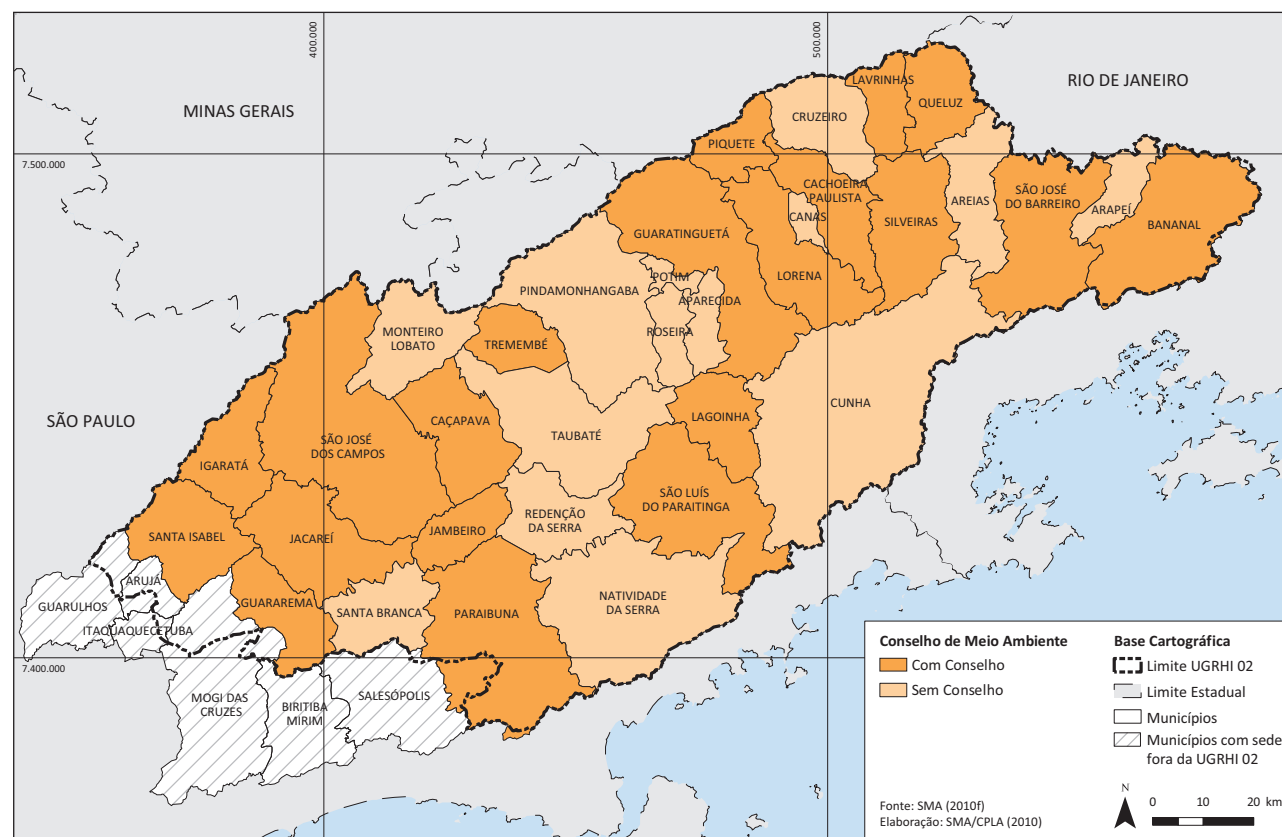 400.000
500.000
LAVRINHAS
RIO DE JANEIRO
QUELUZ
MINAS GERAIS
CRUZEIRO
PIQUETE
7.500.000
CACHOEIRA
PAULISTA
SÃO JOSÉ
DO BARREIRO
AREIAS
ARAPEÍ
CANAS
SILVEIRAS
BANANAL
GUARATINGUETÁ
POTIM
LORENA
PINDAMONHANGABA
APARECIDA
MONTEIRO
LOBATO
TREMEMBÉ
ROSEIRA
CUNHA
SÃO PAULO
CAÇAPAVA
LAGOINHA
TAUBATÉ
SÃO JOSÉ
DOS CAMPOS
IGARATÁ
SÃO LUÍS
DO PARAITINGA
REDENÇÃO
DA SERRA
SANTA ISABEL
JACAREÍ
JAMBEIRO
ARUJÁ
GUARULHOS
GUARAREMA
SANTA BRANCA
PARAIBUNA
NATIVIDADE
DA SERRA
ITAQUAQUECETUBA
7.400.000
MOGI DAS
CRUZES
BIRITIBA
MIRIM
SALESÓPOLIS
Conselho de Meio Ambiente
Com Conselho
Sem Conselho
Base Cartográfica
Limite UGRHI 02
Limite Estadual
Municípios
Municípios com sede
fora da UGRHI 02
Fonte: SMA (2010f)
Elaboração: SMA/CPLA (2010)
N
0 10 20 km